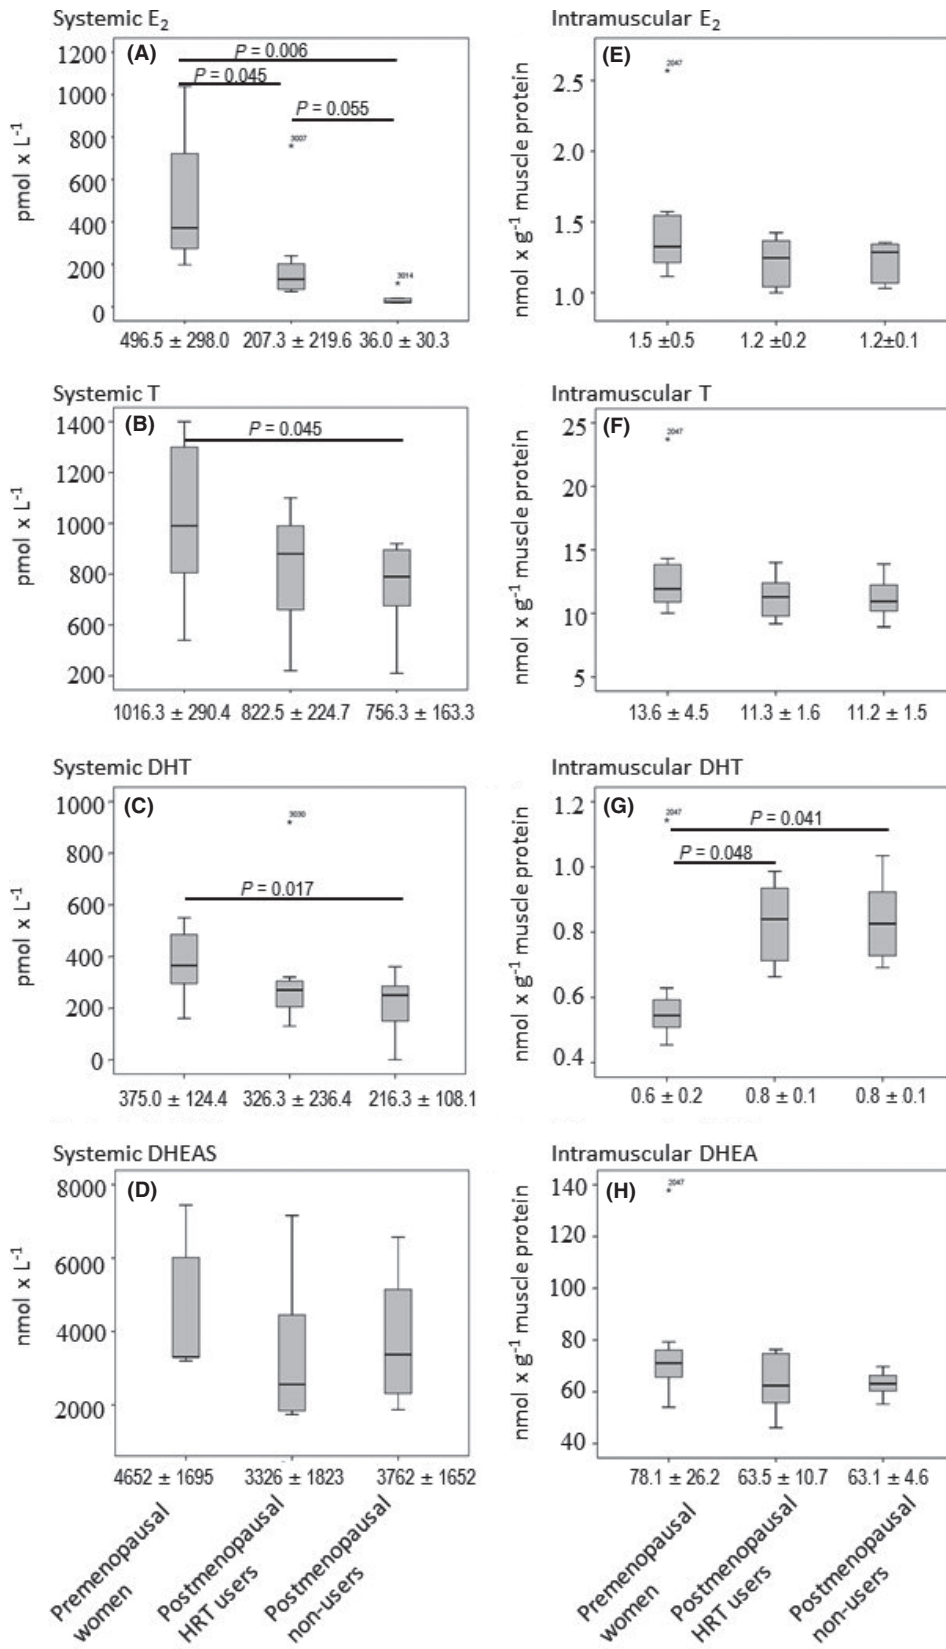 Systemic E2
(A)
P = 0.006
P = 0.045
P = 0.055
3007
3014
1200
1000
800
600
400
200
0
pmol x L-1
496.5 ± 298.0 207.3 ± 219.6 36.0 ± 30.3
Intramuscular E2
(E)
2047
2.5
2.0
1.5
1.0
nmol x g-1 muscle protein
1.5 ±0.5 1.2 ±0.2 1.2±0.1
Systemic T
(B)
P = 0.045
1400
1200
1000
800
600
200
pmol x L-1
1016.3 ± 290.4 822.5 ± 224.7 756.3 ± 163.3
Intramuscular T
(F)
2047
25
20
15
10
5
nmol x g-1 muscle protein
13.6 ± 4.5 11.3 ± 1.6 11.2 ± 1.5
Systemic DHT
(C)
3030
P = 0.017
1000
800
600
400
200
0
pmol x L-1
375.0 ± 124.4 326.3 ± 236.4 216.3 ± 108.1
Intramuscular DHT
(G)
2047
P = 0.041
P = 0.048
1.2
1.0
0.8
0.6
0.4
nmol x g-1 muscle protein
0.6 ± 0.2 0.8 ± 0.1 0.8 ± 0.1
Systemic DHEAS
(D)
8000
6000
4000
2000
nmol x L-1
4652 ± 1695 3326 ± 1823 3762 ± 1652
Premenopausal
women
Postmenopausal
HRT users
Postmenopausal
non-users
Intramuscular DHEA
(H)
2047
140
120
100
80
60
40
nmol x g-1 muscle protein
78.1 ± 26.2 63.5 ± 10.7 63.1 ± 4.6
Premenopausal
women
Postmenopausal
HRT users
Postmenopausal
non-users